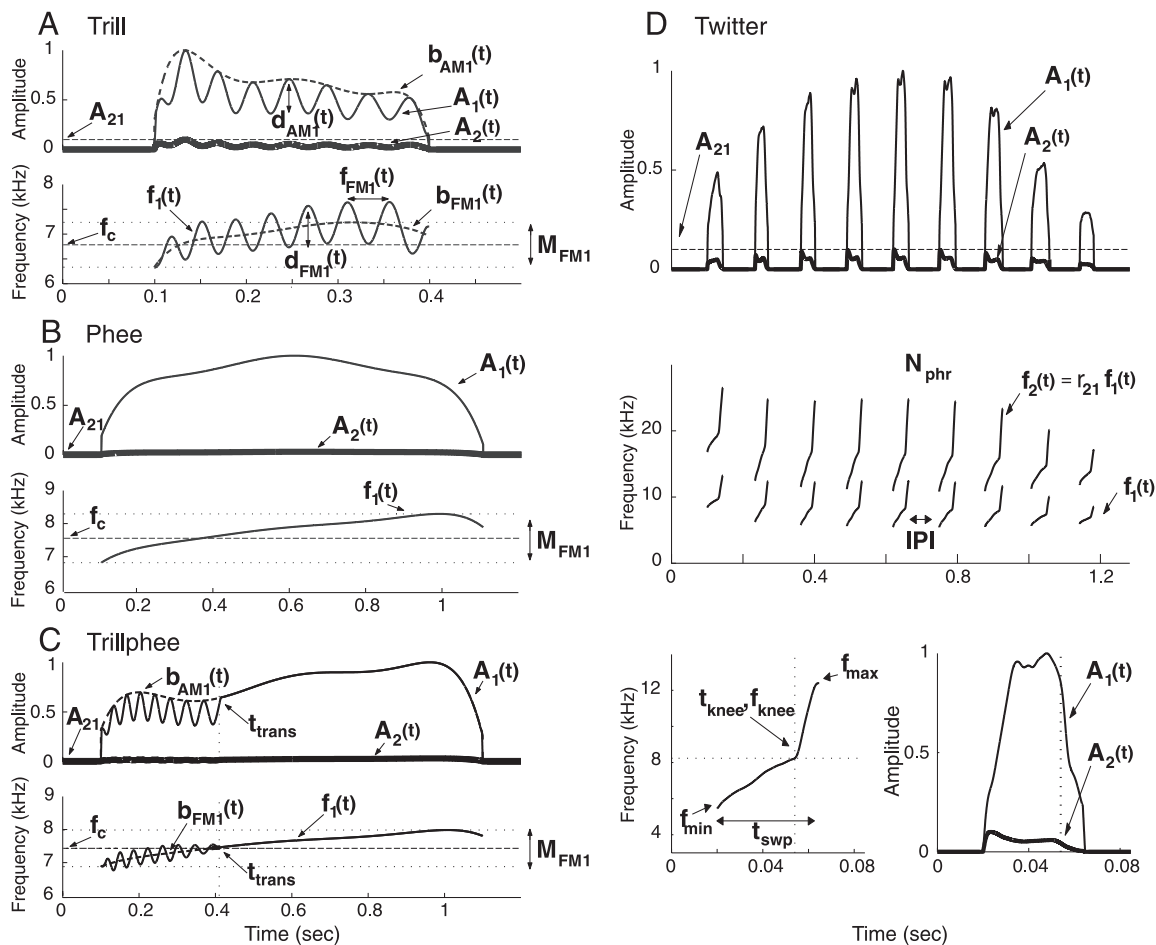 A Trill
Amplitude
1
0.5
0
A21
bAM1(t)
A1(t)
dAM1(t)
A2(t)
Frequency (kHz)
8
7
6
fc
f1(t)
fFM1(t)
bFM1(t)
dFM1(t)
MFM1
0 0.1 0.2 0.3 0.4
B Phee
Amplitude
1
0.5
0
A21
A1(t)
A2(t)
Frequency (kHz)
9
8
7
6
fc
f1(t)
MFM1
0 0.2 0.4 0.6 0.8 1
C Trillphee
Amplitude
1
0.5
0
A21
bAM1(t)
ttrans
A1(t)
A2(t)
Frequency (kHz)
9
8
7
6
fc
bFM1(t)
f1(t)
ttrans
MFM1
0 0.2 0.4 0.6 0.8 1
Time (sec)
D Twitter
Amplitude
1
0.5
0
A21
A1(t)
A2(t)
Nphr
f2(t) = r21 f1(t)
Frequency (kHz)
20
10
0
f1(t)
IPI
0 0.4 0.8 1.2
Frequency (kHz)
12
8
4
fmax
tknee, fknee
fmin
tswp
0 0.04 0.08
Amplitude
1
0.5
0
A1(t)
A2(t)
0 0.04 0.08
Time (sec)